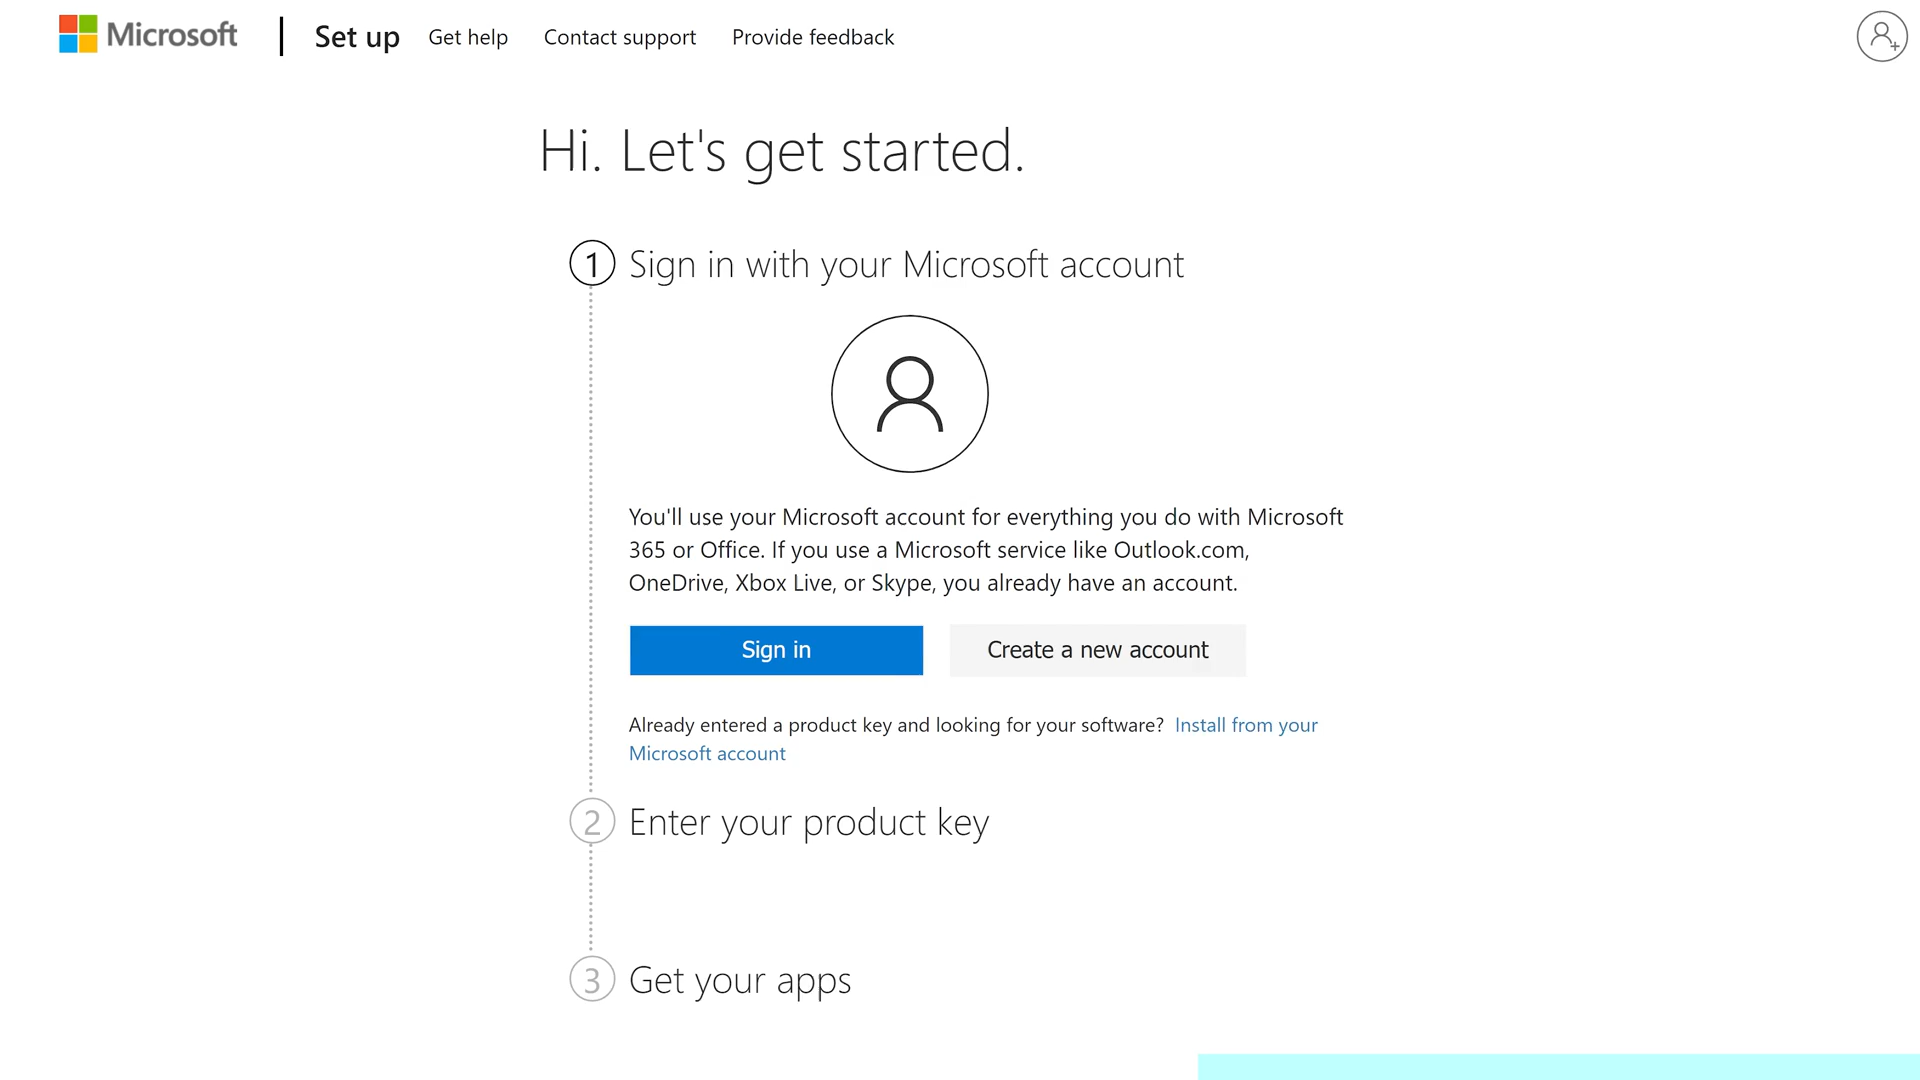 Microsoft
Set up
Get help
Contact support
Provide feedback
Hi. Let's get started.
1 Sign in with your Microsoft account
You'll use your Microsoft account for everything you do with Microsoft
365 or Office. If you use a Microsoft service like Outlook.com,
OneDrive, Xbox Live, or Skype, you already have an account.
Sign in
Create a new account
Already entered a product key and looking for your software? Install from your
Microsoft account
2 Enter your product key
3 Get your apps